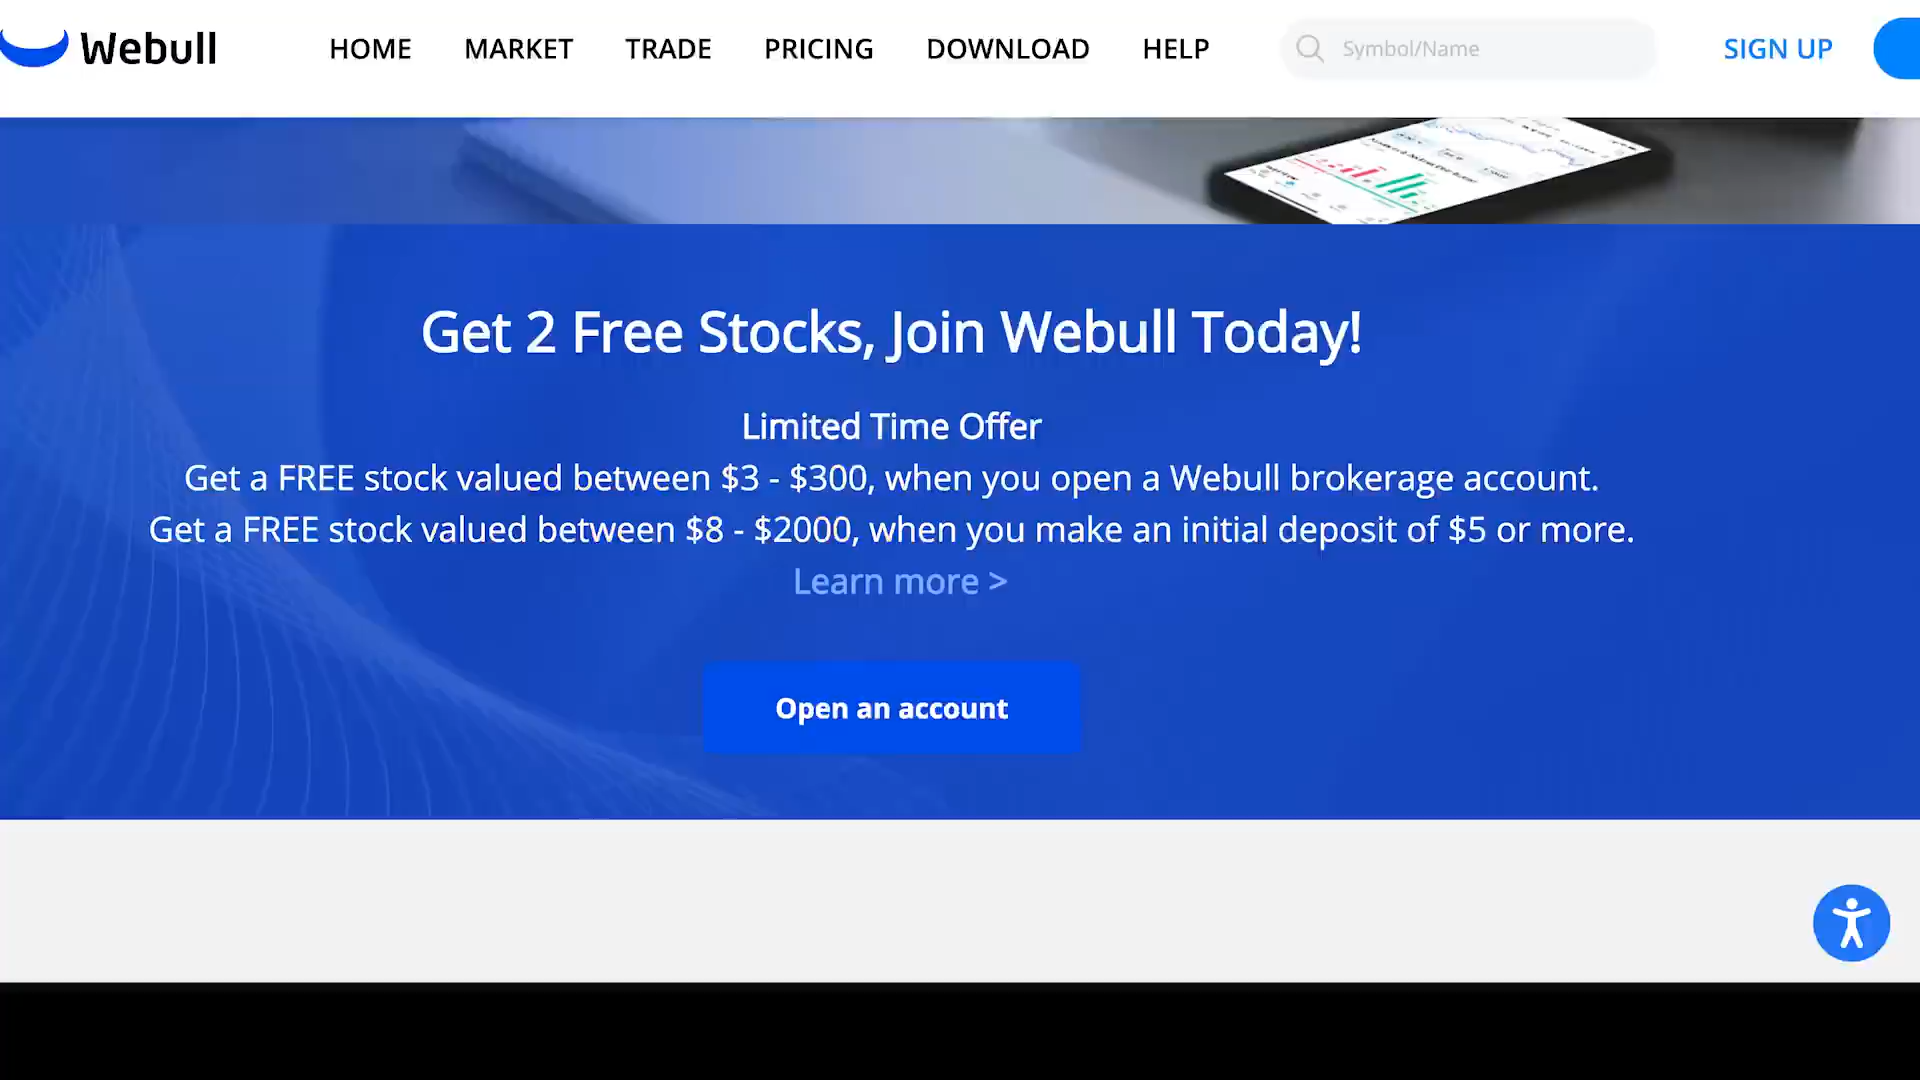 Webull
HOME MARKET TRADE PRICING DOWNLOAD HELP Symbol/Name SIGN UP
Get 2 Free Stocks, Join Webull Today!
Limited Time Offer
Get a FREE stock valued between $3 - $300, when you open a Webull brokerage account.
Get a FREE stock valued between $8 - $2000, when you make an initial deposit of $5 or more.
Learn more >
Open an account